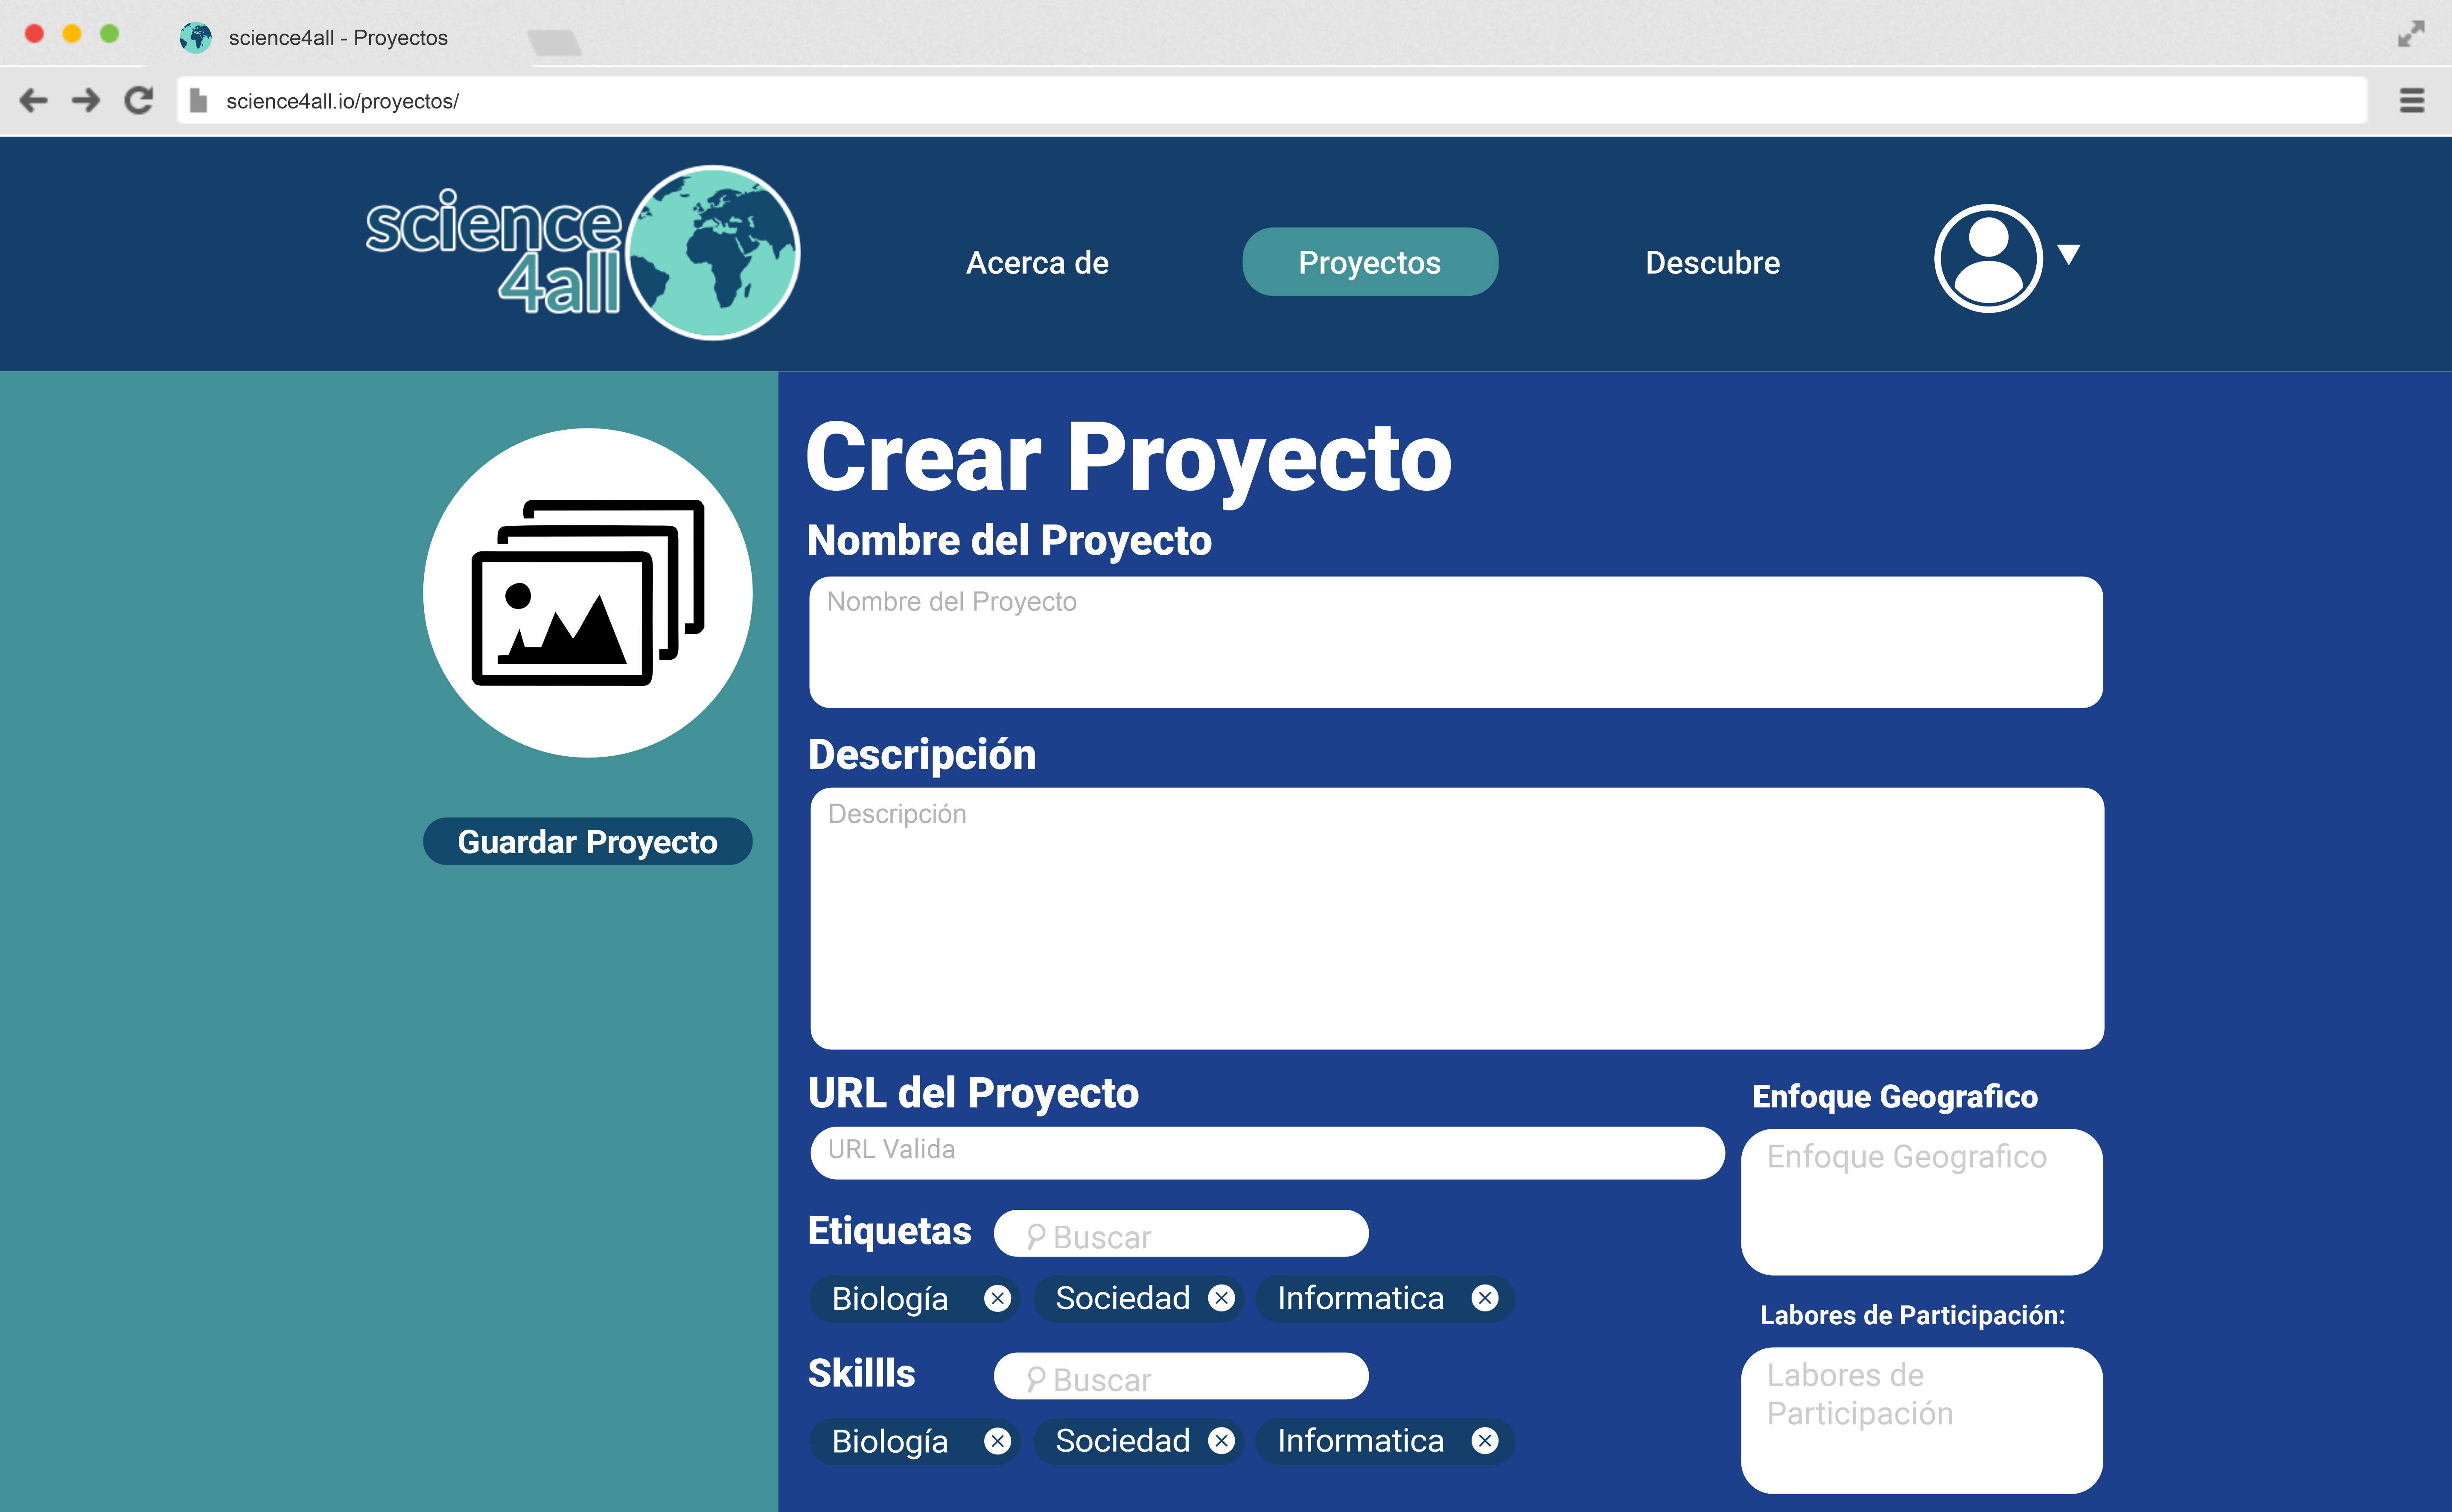 science4all - Proyectos
science4all.io/proyectos/
science
4all
Acerca de
Proyectos
Descubre
Crear Proyecto
Nombre del Proyecto
Nombre del Proyecto
Descripción
Descripción
Guardar Proyecto
URL del Proyecto
URL Valida
Enfoque Geografico
Enfoque Geografico
Etiquetas
Buscar
Biología
Sociedad
Informatica
Labores de Participación:
Labores de
Participación
Skillls
Buscar
Biología
Sociedad
Informatica